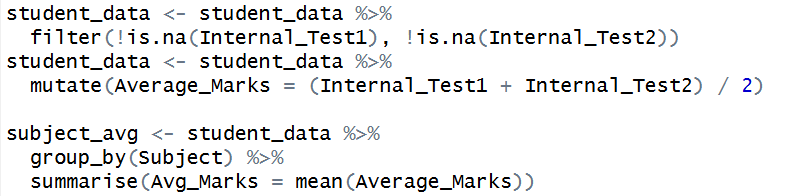 student_data <- student_data %>%
  filter(!is.na(Internal_Test1), !is.na(Internal_Test2))
student_data <- student_data %>%
  mutate(Average_Marks = (Internal_Test1 + Internal_Test2) / 2)

subject_avg <- student_data %>%
  group_by(Subject) %>%
  summarise(Avg_Marks = mean(Average_Marks))